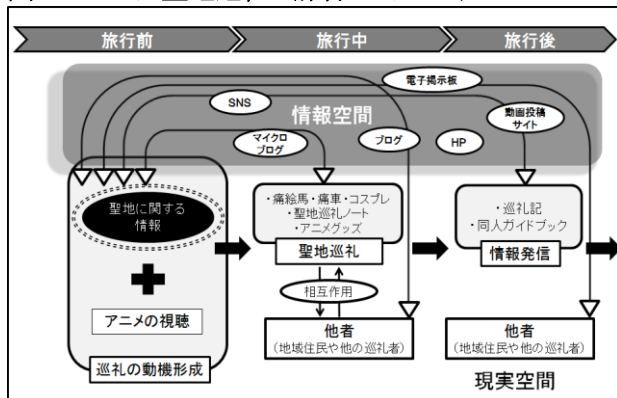 旅行前
旅行中
旅行後
電子掲示板
SNS
情報空間
動画投稿
サイト
マイクロ
ブログ
ブログ
HP
聖地に関する
情報
アニメの視聴
巡礼の動機形成
・痛絵馬・痛車・コスプレ
・聖地巡礼ノート
・アニメグッズ
聖地巡礼
相互作用
他者
(地域住民や他の巡礼者)
・巡礼記
・同人ガイドブック
情報発信
他者
(地域住民や他の巡礼者)
現実空間